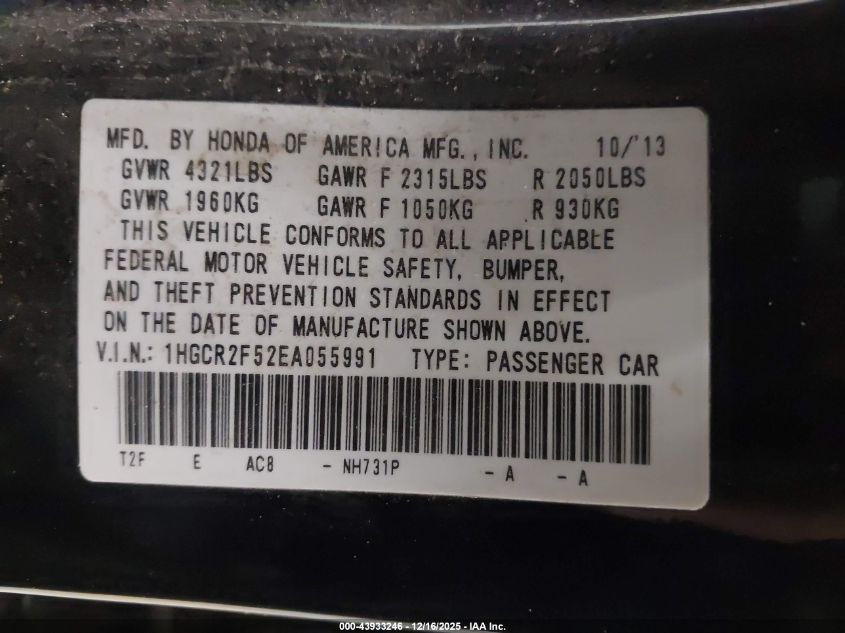 MFD. BY HONDA OF AMERICA MFG., INC. 10/'13
GVWR 4321LBS GAWR F 2315LBS R 2050LBS
GVWR 1960KG GAWR F 1050KG R 930KG
THIS VEHICLE CONFORMS TO ALL APPLICABLE
FEDERAL MOTOR VEHICLE SAFETY, BUMPER,
AND THEFT PREVENTION STANDARDS IN EFFECT
ON THE DATE OF MANUFACTURE SHOWN ABOVE.
V.I.N.: 1HGCR2F52EA055991 TYPE: PASSENGER CAR
T2F E AC8 - NH731P - A - A
000-43933246 - 12/16/2025 - IAA Inc.